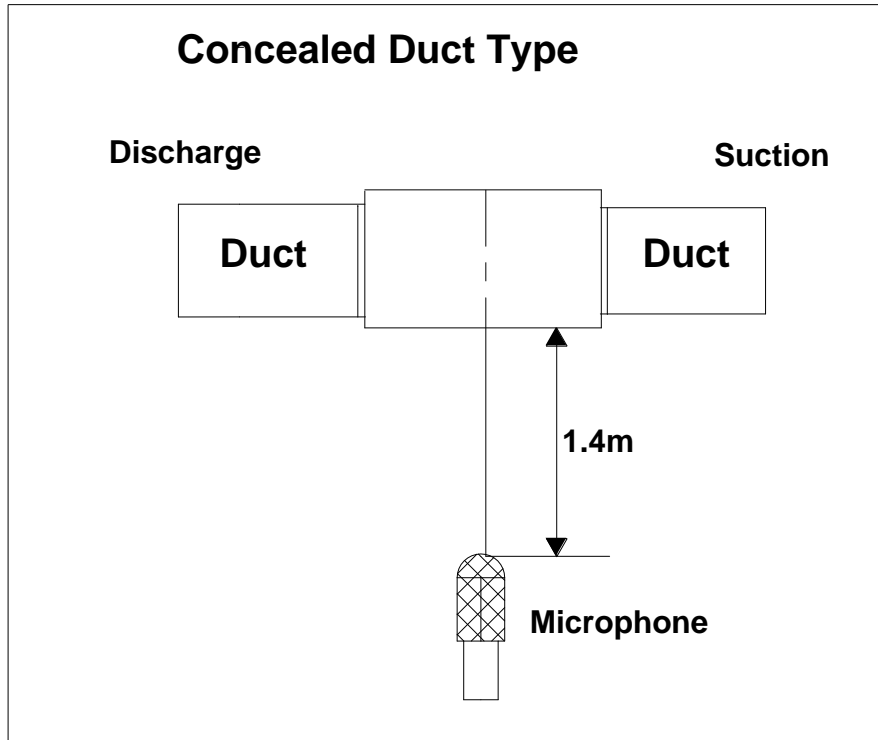 Concealed Duct Type
Discharge
Suction
Duct
Duct
1.4m
Microphone